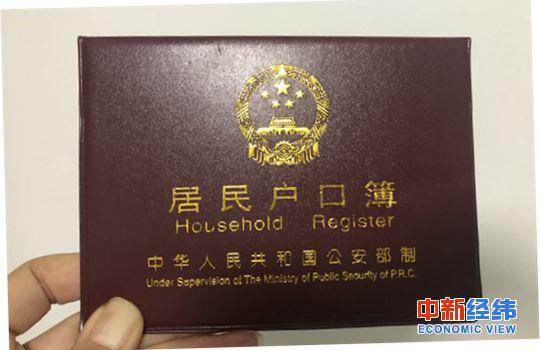 居民户口簿
Household Register
中华人民共和国公安部制
Under Supervision of The Ministry of Public Security of P.R.C.
中新经纬
ECONOMIC VIEW